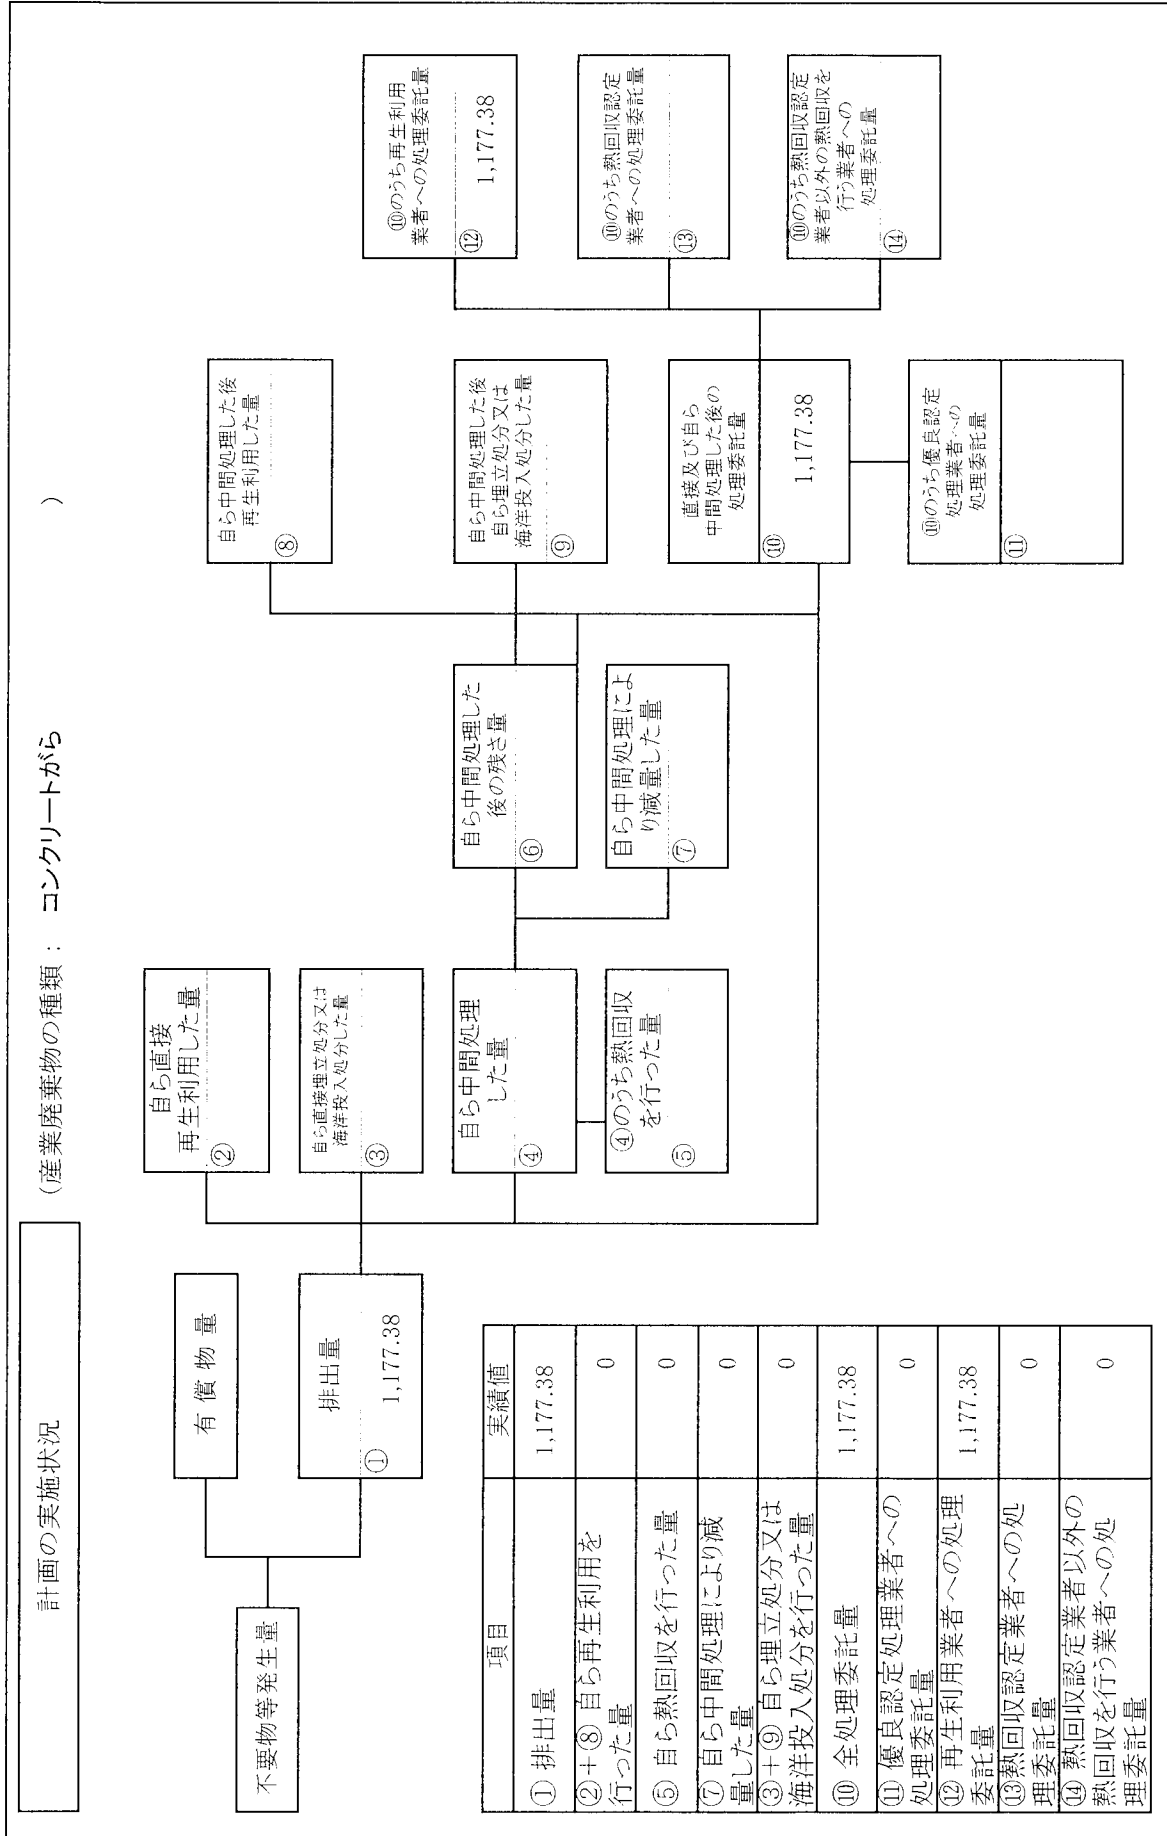 計画の実施状況
(産業廃棄物の種類： コンクリートがら )
不要物等発生量
有償物量
排出量
① 1,177.38
自ら直接
再生利用した量
②
自ら直接埋立処分又は
海洋投入処分した量
③
自ら中間処理
した量
④
④のうち熱回収
を行った量
⑤
自ら中間処理した
後の残さ量
⑥
自ら中間処理によ
り減量した量
⑦
自ら中間処理した後
再生利用した量
⑧
自ら中間処理した後
自ら埋立処分又は
海洋投入処分した量
⑨
直接及び自ら
中間処理した後の
処理委託量
⑩ 1,177.38
⑩のうち優良認定
処理業者への
処理委託量
⑪
⑩のうち再生利用
業者への処理委託量
⑫ 1,177.38
⑩のうち熱回収認定
業者への処理委託量
⑬
⑩のうち熱回収認定
業者以外の熱回収を
行う業者への
処理委託量
⑭
項目 実績値
① 排出量 1,177.38
②+⑧ 自ら再生利用を
行った量 0
⑤ 自ら熱回収を行った量 0
⑦ 自ら中間処理により減
量した量 0
③+⑨ 自ら埋立処分又は
海洋投入処分を行った量 0
⑩ 全処理委託量 1,177.38
⑪ 優良認定処理業者への
処理委託量 0
⑫ 再生利用業者への処理
委託量 1,177.38
⑬熱回収認定業者への処
理委託量 0
⑭ 熱回収認定業者以外の
熱回収を行う業者への処
理委託量 0